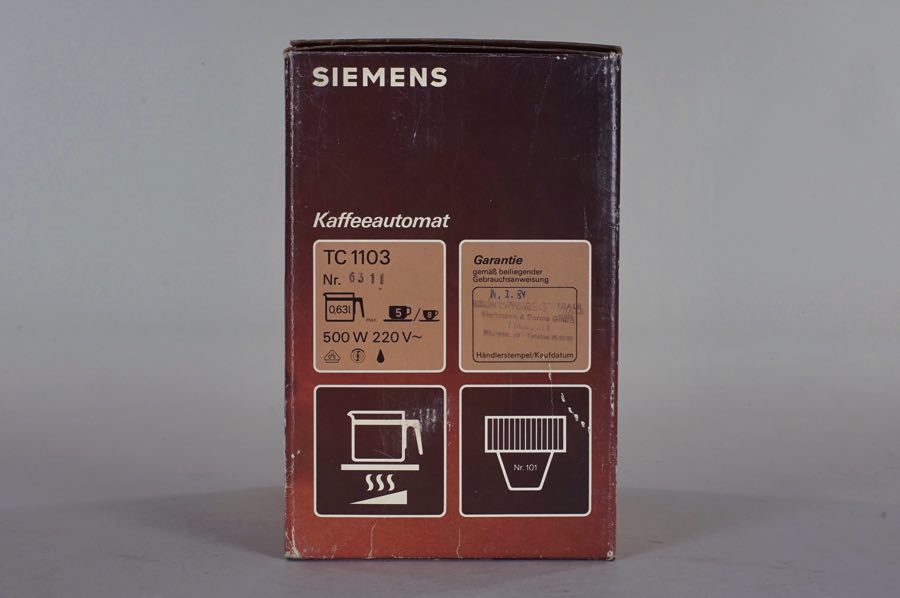 SIEMENS
Kaffeeautomat
TC 1103
Nr. 6311
0,63l
max. 5 / 8
500 W 220 V~
Garantie
gemäß beiliegender
Gebrauchsanweisung
Händlerstempel/Kaufdatum
Nr. 101